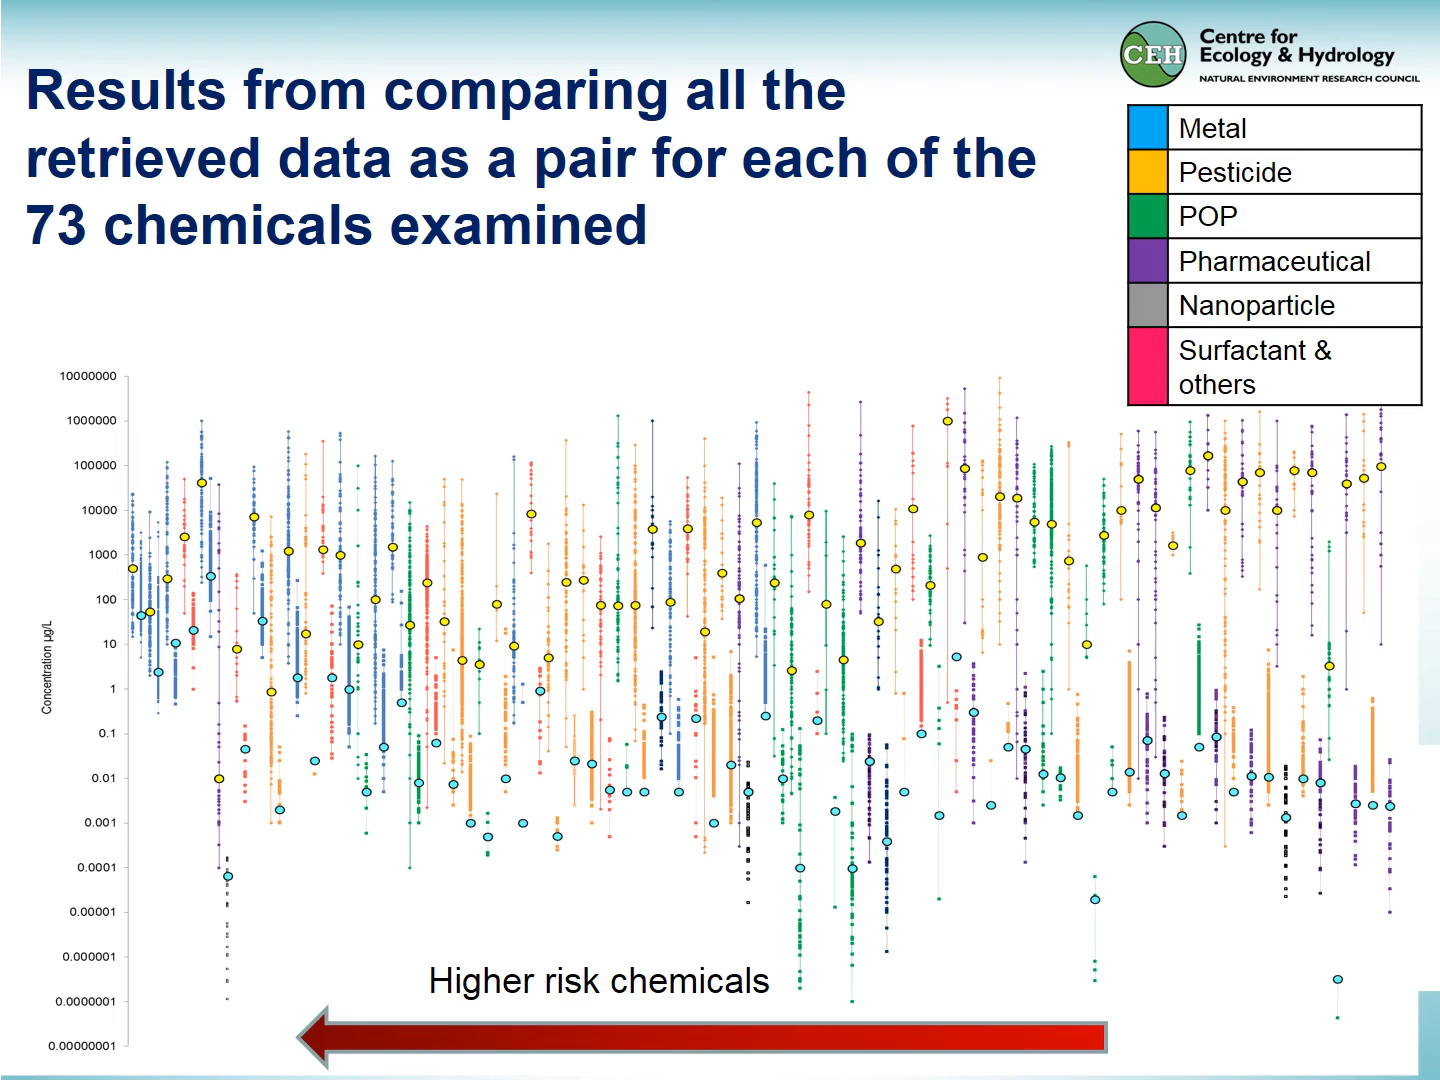 Results from comparing all the
retrieved data as a pair for each of the
73 chemicals examined
CEH
Centre for
Ecology & Hydrology
NATURAL ENVIRONMENT RESEARCH COUNCIL
Metal
Pesticide
POP
Pharmaceutical
Nanoparticle
Surfactant &
others
10000000
1000000
100000
10000
1000
100
10
1
0.1
0.01
0.001
0.0001
0.00001
0.000001
0.0000001
0.00000001
Concentration µg/L
Higher risk chemicals